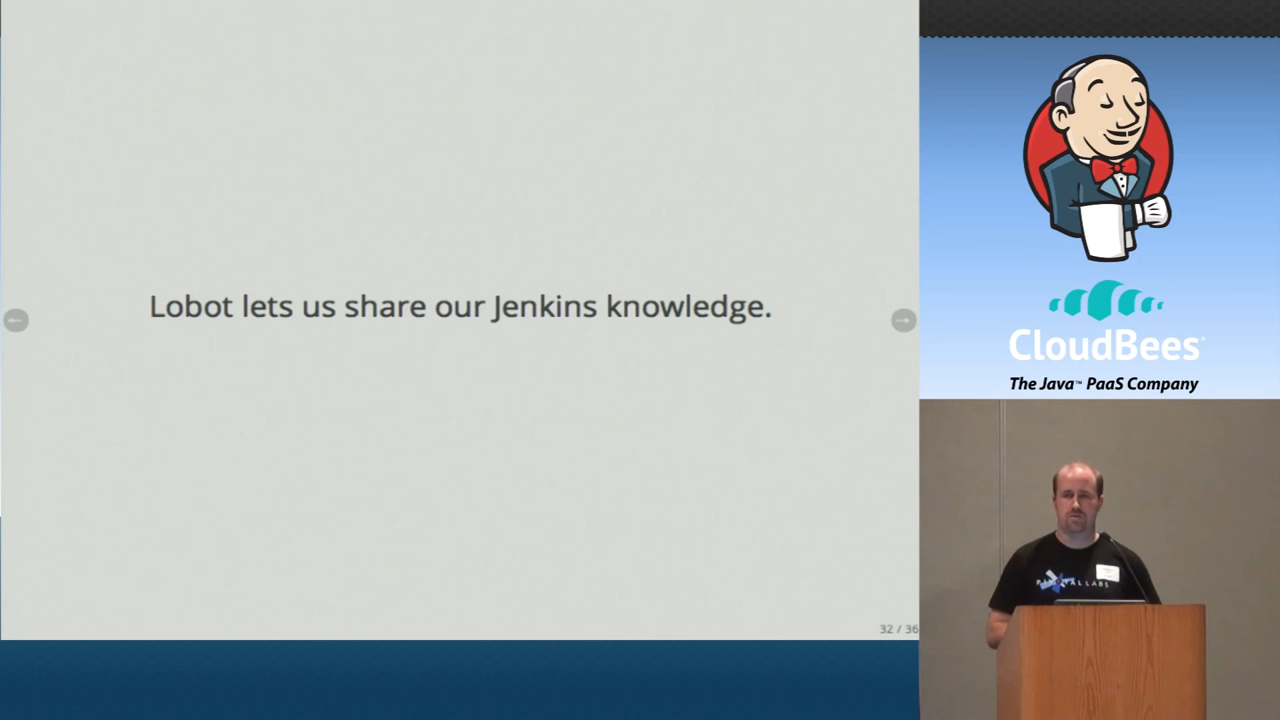 Lobot lets us share our Jenkins knowledge.
32 / 36
CloudBees
The Java™ PaaS Company